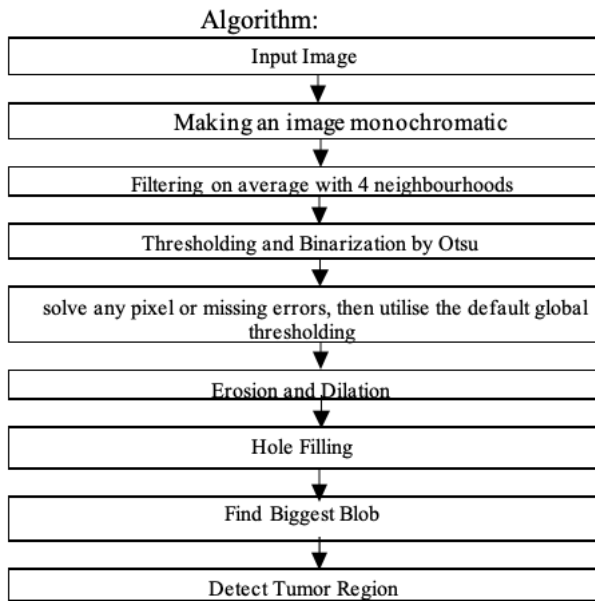 Algorithm:
Input Image
Making an image monochromatic
Filtering on average with 4 neighbourhoods
Thresholding and Binarization by Otsu
solve any pixel or missing errors, then utilise the default global
thresholding
Erosion and Dilation
Hole Filling
Find Biggest Blob
Detect Tumor Region